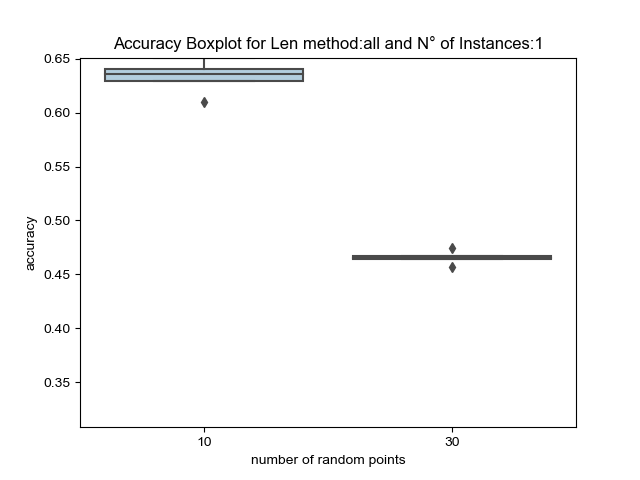 Accuracy Boxplot for Len method:all and N° of Instances:1
0.65
0.60
0.55
0.50
0.45
0.40
0.35
accuracy
10 30
number of random points